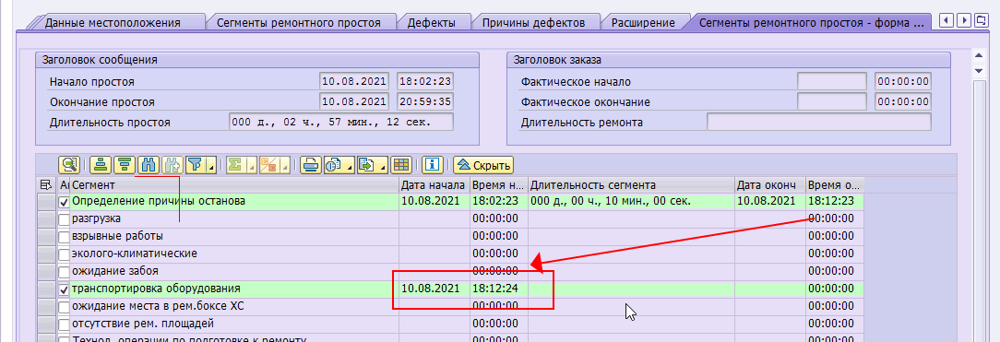 Данные местоположения Сегменты ремонтного простоя Дефекты Причины дефектов Расширение Сегменты ремонтного простоя - форма ...
Заголовок сообщения
Начало простоя 10.08.2021 18:02:23
Окончание простоя 10.08.2021 20:59:35
Длительность простоя 000 д., 02 ч., 57 мин., 12 сек.
Заголовок заказа
Фактическое начало 00:00:00
Фактическое окончание 00:00:00
Длительность ремонта
Скрыть
Сегмент Дата начала Время н... Длительность сегмента Дата оконч Время о...
Определение причины останова 10.08.2021 18:02:23 000 д., 00 ч., 10 мин., 00 сек. 10.08.2021 18:12:23
разгрузка 00:00:00 00:00:00
взрывные работы 00:00:00 00:00:00
эколого-климатические 00:00:00 00:00:00
ожидание забоя 00:00:00 00:00:00
транспортировка оборудования 10.08.2021 18:12:24 00:00:00
ожидание места в рем.боксе ХС 00:00:00 00:00:00
отсутствие рем. площадей 00:00:00 00:00:00
Технол. операции по подготовке к ремонту 00:00:00 00:00:00